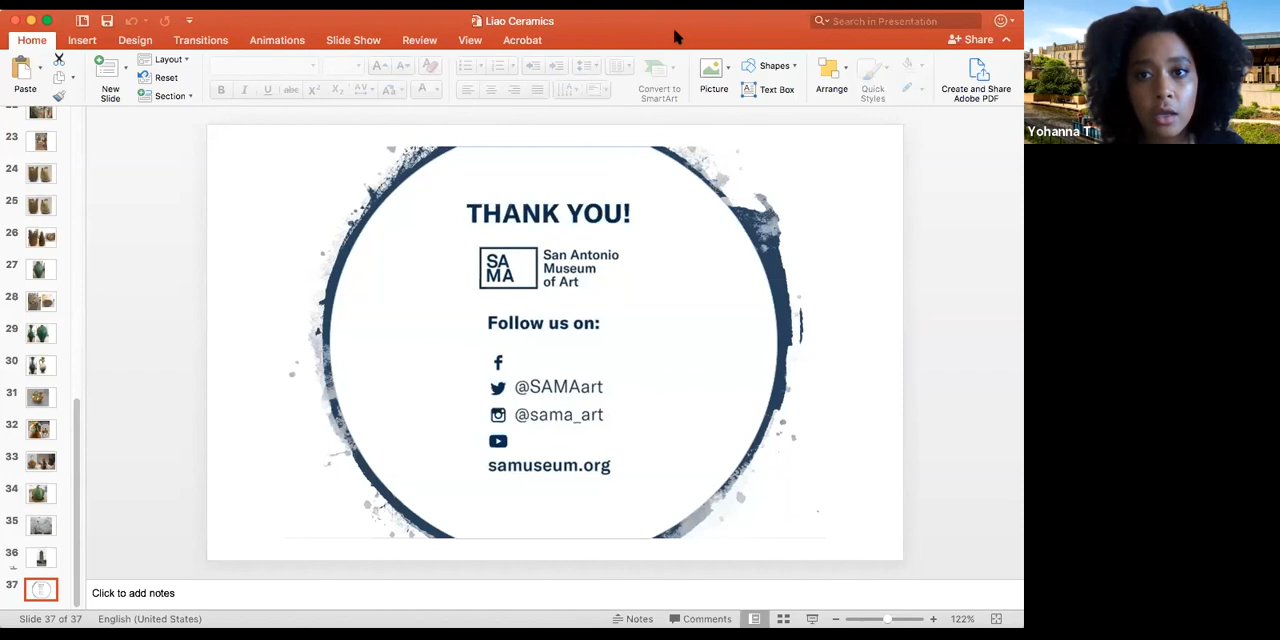 Liao Ceramics
Search in Presentation
Home Insert Design Transitions Animations Slide Show Review View Acrobat
Share
Paste
New
Slide
Layout
Reset
Section
B I U abc X² X₂ AV A
Convert to
SmartArt
Picture
Shapes
Text Box
Arrange
Quick
Styles
Create and Share
Adobe PDF
Yohanna T
23
24
25
26
27
28
29
30
31
32
33
34
35
36
37
THANK YOU!
SA
MA
San Antonio
Museum
of Art
Follow us on:
f
@SAMAart
@sama_art
samuseum.org
Click to add notes
Slide 37 of 37 English (United States) Notes Comments 122%